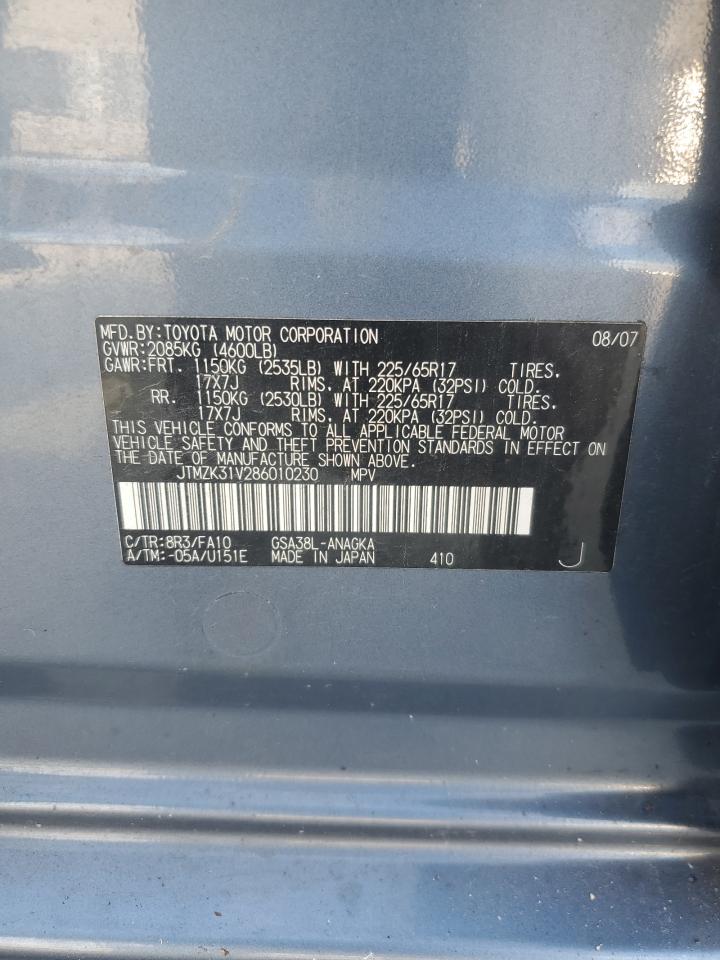 MFD.BY:TOYOTA MOTOR CORPORATION 08/07
GVWR:2085KG (4600LB)
GAWR:FRT. 1150KG (2535LB) WITH 225/65R17 TIRES.
17X7J RIMS. AT 220KPA (32PSI) COLD.
RR. 1150KG (2530LB) WITH 225/65R17 TIRES.
17X7J RIMS. AT 220KPA (32PSI) COLD.
THIS VEHICLE CONFORMS TO ALL APPLICABLE FEDERAL MOTOR
VEHICLE SAFETY AND THEFT PREVENTION STANDARDS IN EFFECT ON
THE DATE OF MANUFACTURE SHOWN ABOVE.
JTMZK31V286010230 MPV
C/TR:8R3/FA10 GSA38L-ANAGKA
A/TM:-05A/U151E MADE IN JAPAN 410 J